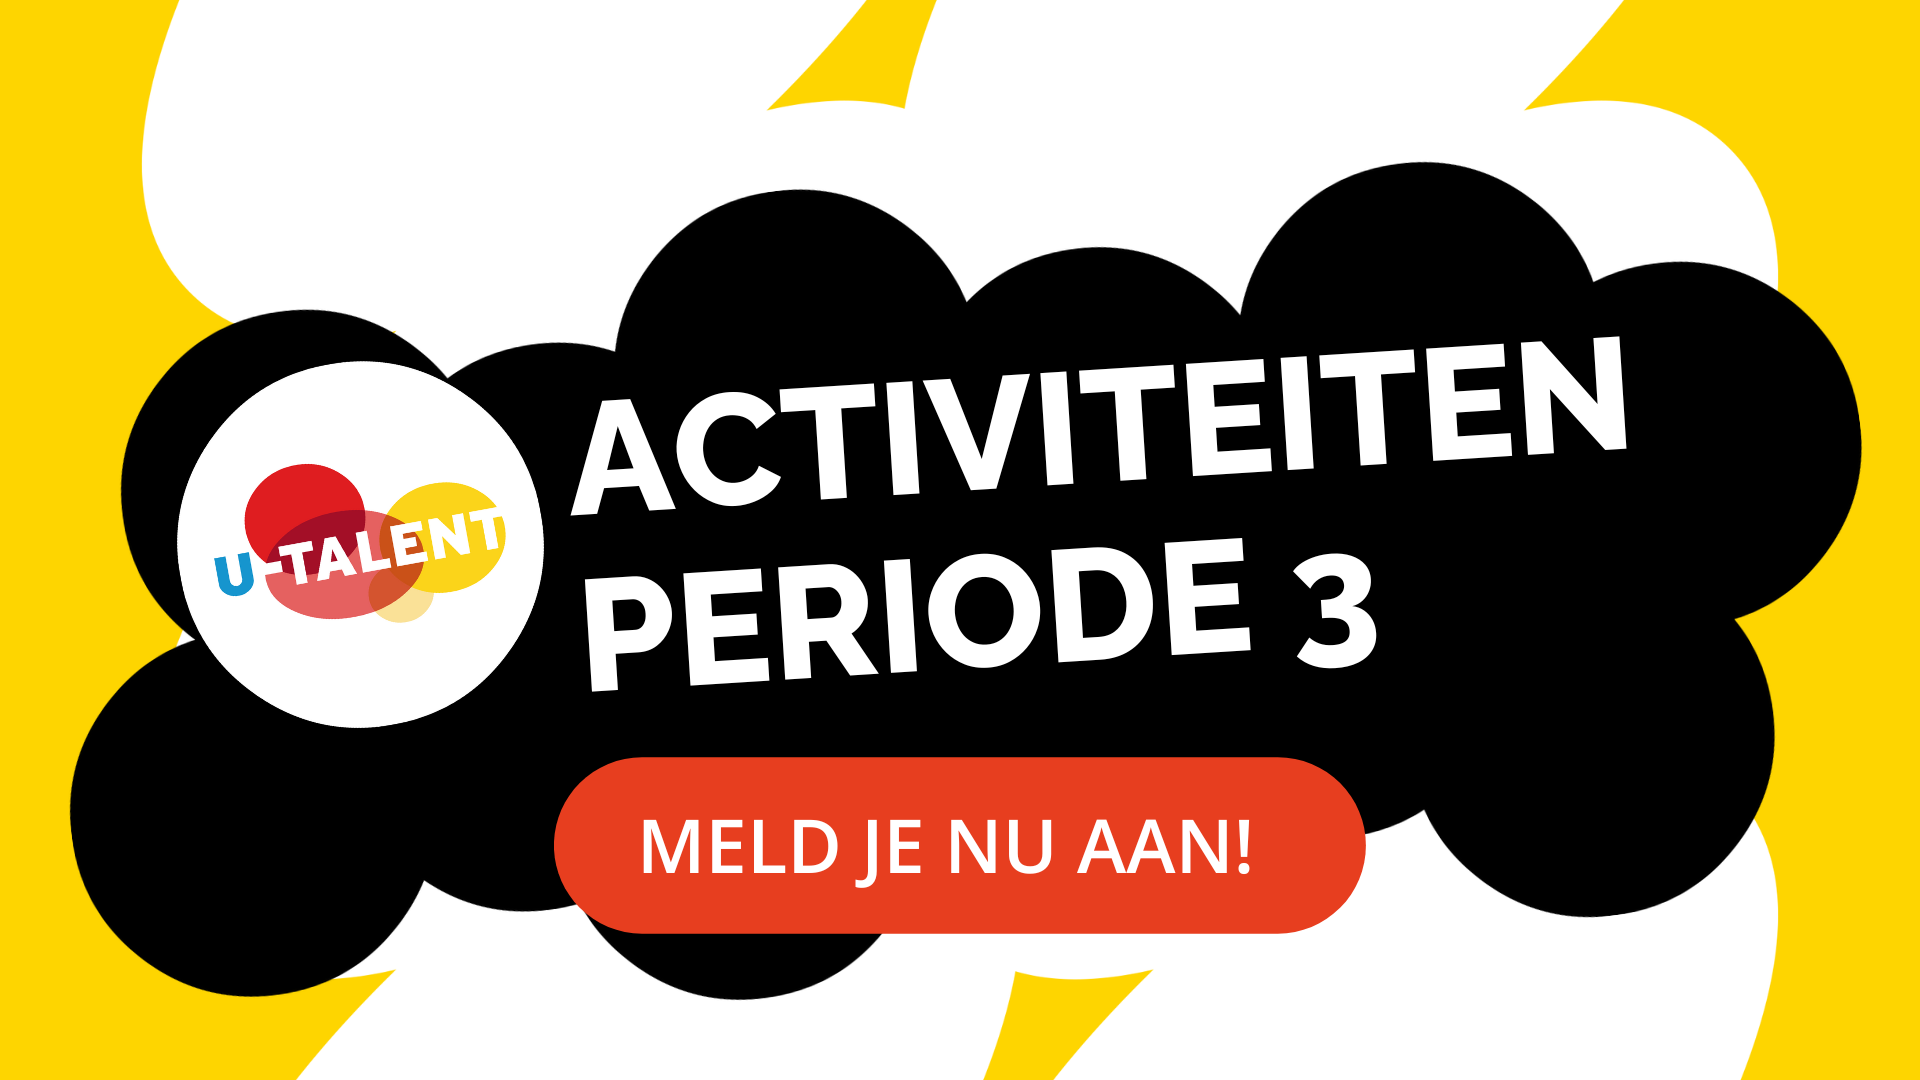 U-TALENT
ACTIVITEITEN
PERIODE 3
MELD JE NU AAN!